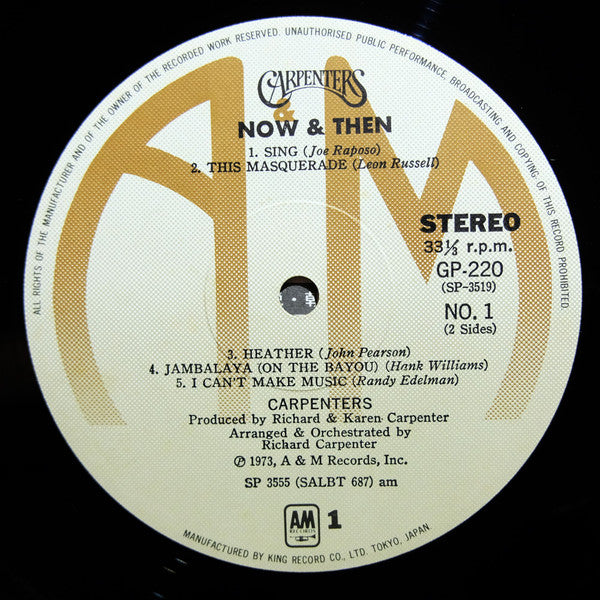 ALL RIGHTS OF THE MANUFACTURER AND OF THE OWNER OF THE RECORDED WORK RESERVED. UNAUTHORISED PUBLIC PERFORMANCE, BROADCASTING AND COPYING OF THIS RECORD PROHIBITED
CARPENTERS
A&M
NOW & THEN
1. SING (Joe Raposo)
2. THIS MASQUERADE (Leon Russell)
STEREO
33⅓ r.p.m.
GP-220
(SP-3519)
NO. 1
(2 Sides)
3. HEATHER (John Pearson)
4. JAMBALAYA (ON THE BAYOU) (Hank Williams)
5. I CAN'T MAKE MUSIC (Randy Edelman)
CARPENTERS
Produced by Richard & Karen Carpenter
Arranged & Orchestrated by
Richard Carpenter
Ⓟ 1973, A & M Records, Inc.
SP 3555 (SALBT 687) am
AM
RECORDS
1
MANUFACTURED BY KING RECORD CO., LTD. TOKYO, JAPAN.